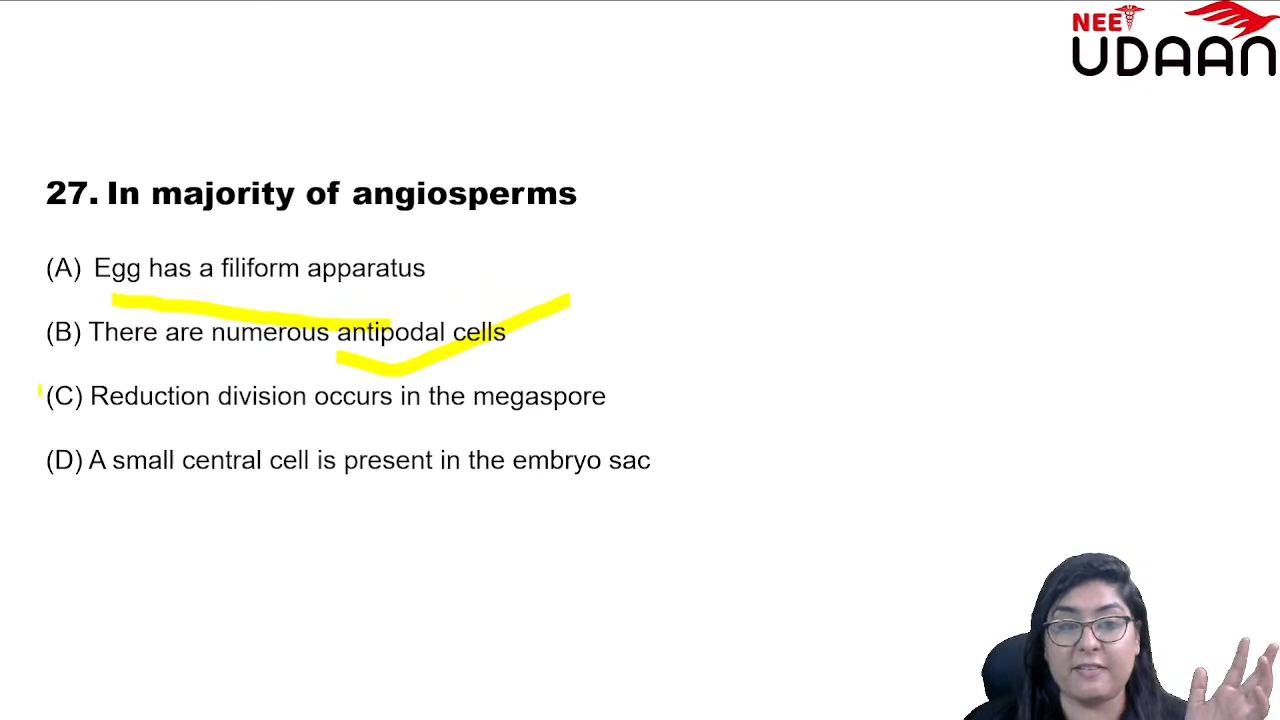 NEET
UDAAN
27. In majority of angiosperms
(A) Egg has a filiform apparatus
(B) There are numerous antipodal cells
(C) Reduction division occurs in the megaspore
(D) A small central cell is present in the embryo sac